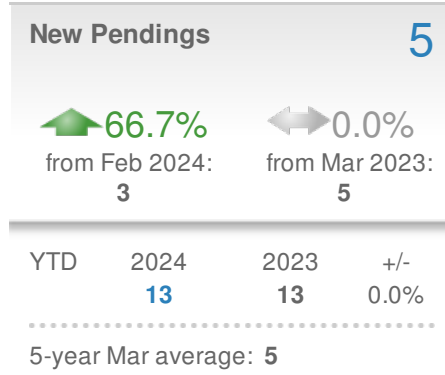 New Pendings 5
66.7% 0.0%
from Feb 2024: from Mar 2023:
3 5
YTD 2024 2023 +/-
13 13 0.0%
5-year Mar average: 5